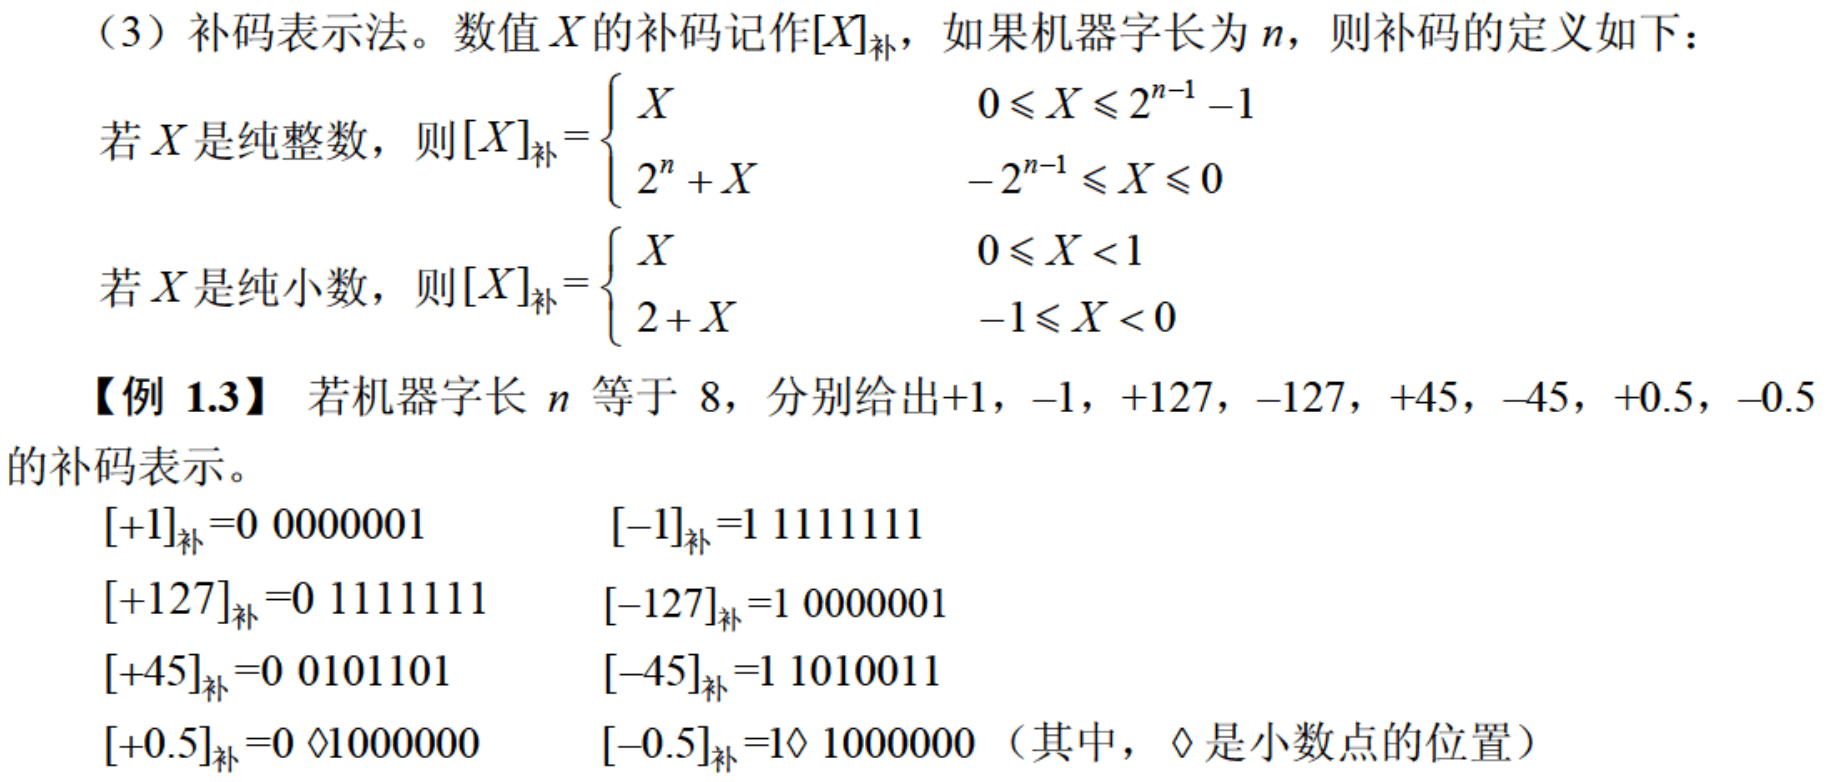 （3）补码表示法。数值 X 的补码记作[X]补，如果机器字长为 n，则补码的定义如下：
若 X 是纯整数，则[X]补={ X 0⩽X⩽2^{n−1}−1
2^n+X −2^{n−1}⩽X⩽0
若 X 是纯小数，则[X]补={ X 0⩽X<1
2+X −1⩽X<0
【例 1.3】 若机器字长 n 等于 8，分别给出+1，–1，+127，–127，+45，–45，+0.5，–0.5
的补码表示。
[+1]补=0 0000001 [–1]补=1 1111111
[+127]补=0 1111111 [–127]补=1 0000001
[+45]补=0 0101101 [–45]补=1 1010011
[+0.5]补=0 ◊1000000 [–0.5]补=1◊ 1000000（其中，◊ 是小数点的位置）